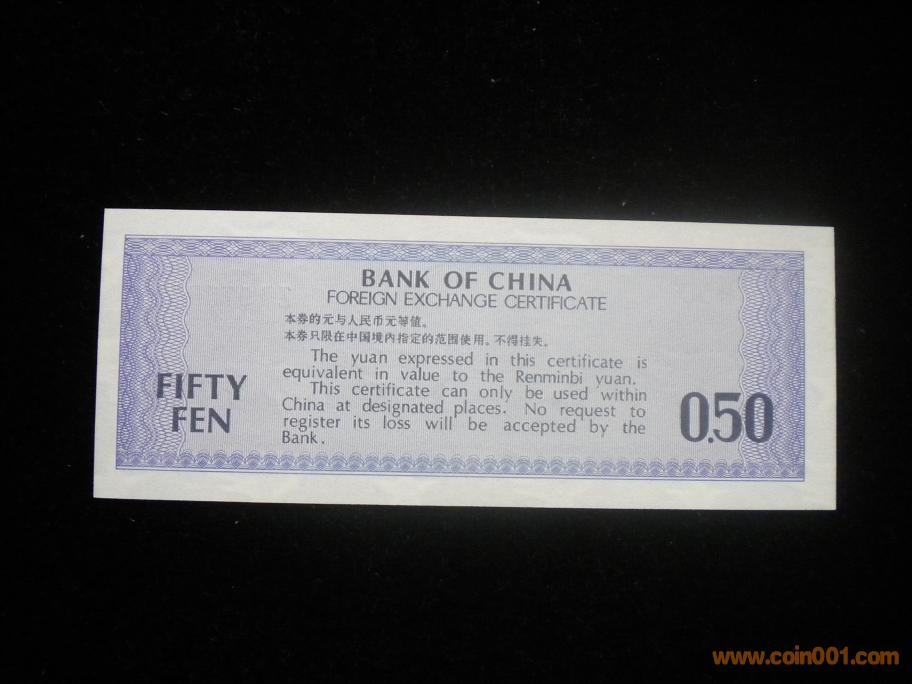 BANK OF CHINA
FOREIGN EXCHANGE CERTIFICATE
本券的元与人民币元等值。
本券只限在中国境内指定的范围使用。不得挂失。
The yuan expressed in this certificate is
equivalent in value to the Renminbi yuan.
This certificate can only be used within
China at designated places. No request to
register its loss will be accepted by the
Bank.
FIFTY
FEN
0.50
www.coin001.com